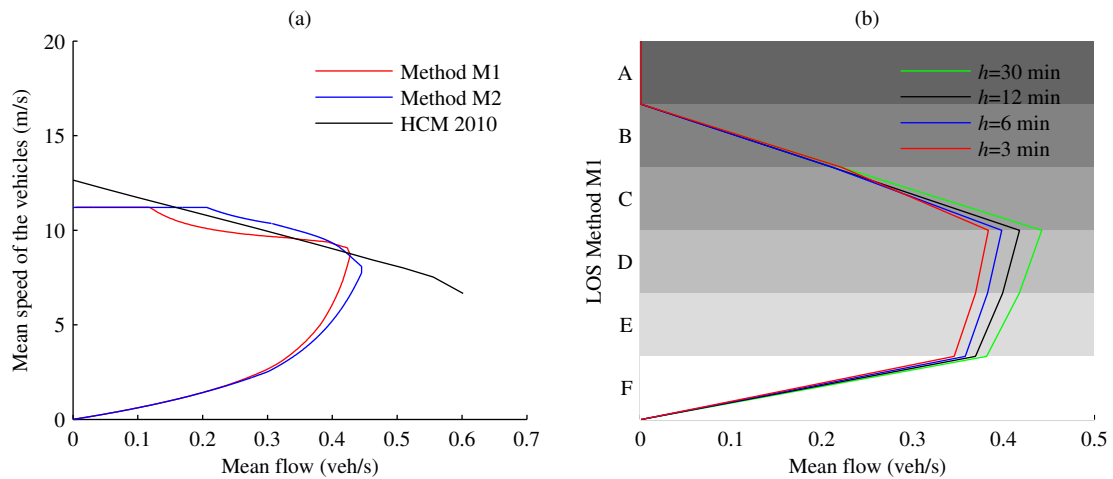 (a)
20
15
10
5
0
0
0.1
0.2
0.3
0.4
0.5
0.6
0.7
Mean speed of the vehicles (m/s)
Mean flow (veh/s)
Method M1
Method M2
HCM 2010
(b)
A
B
C
D
E
F
0
0.1
0.2
0.3
0.4
0.5
LOS Method M1
Mean flow (veh/s)
h=30 min
h=12 min
h=6 min
h=3 min